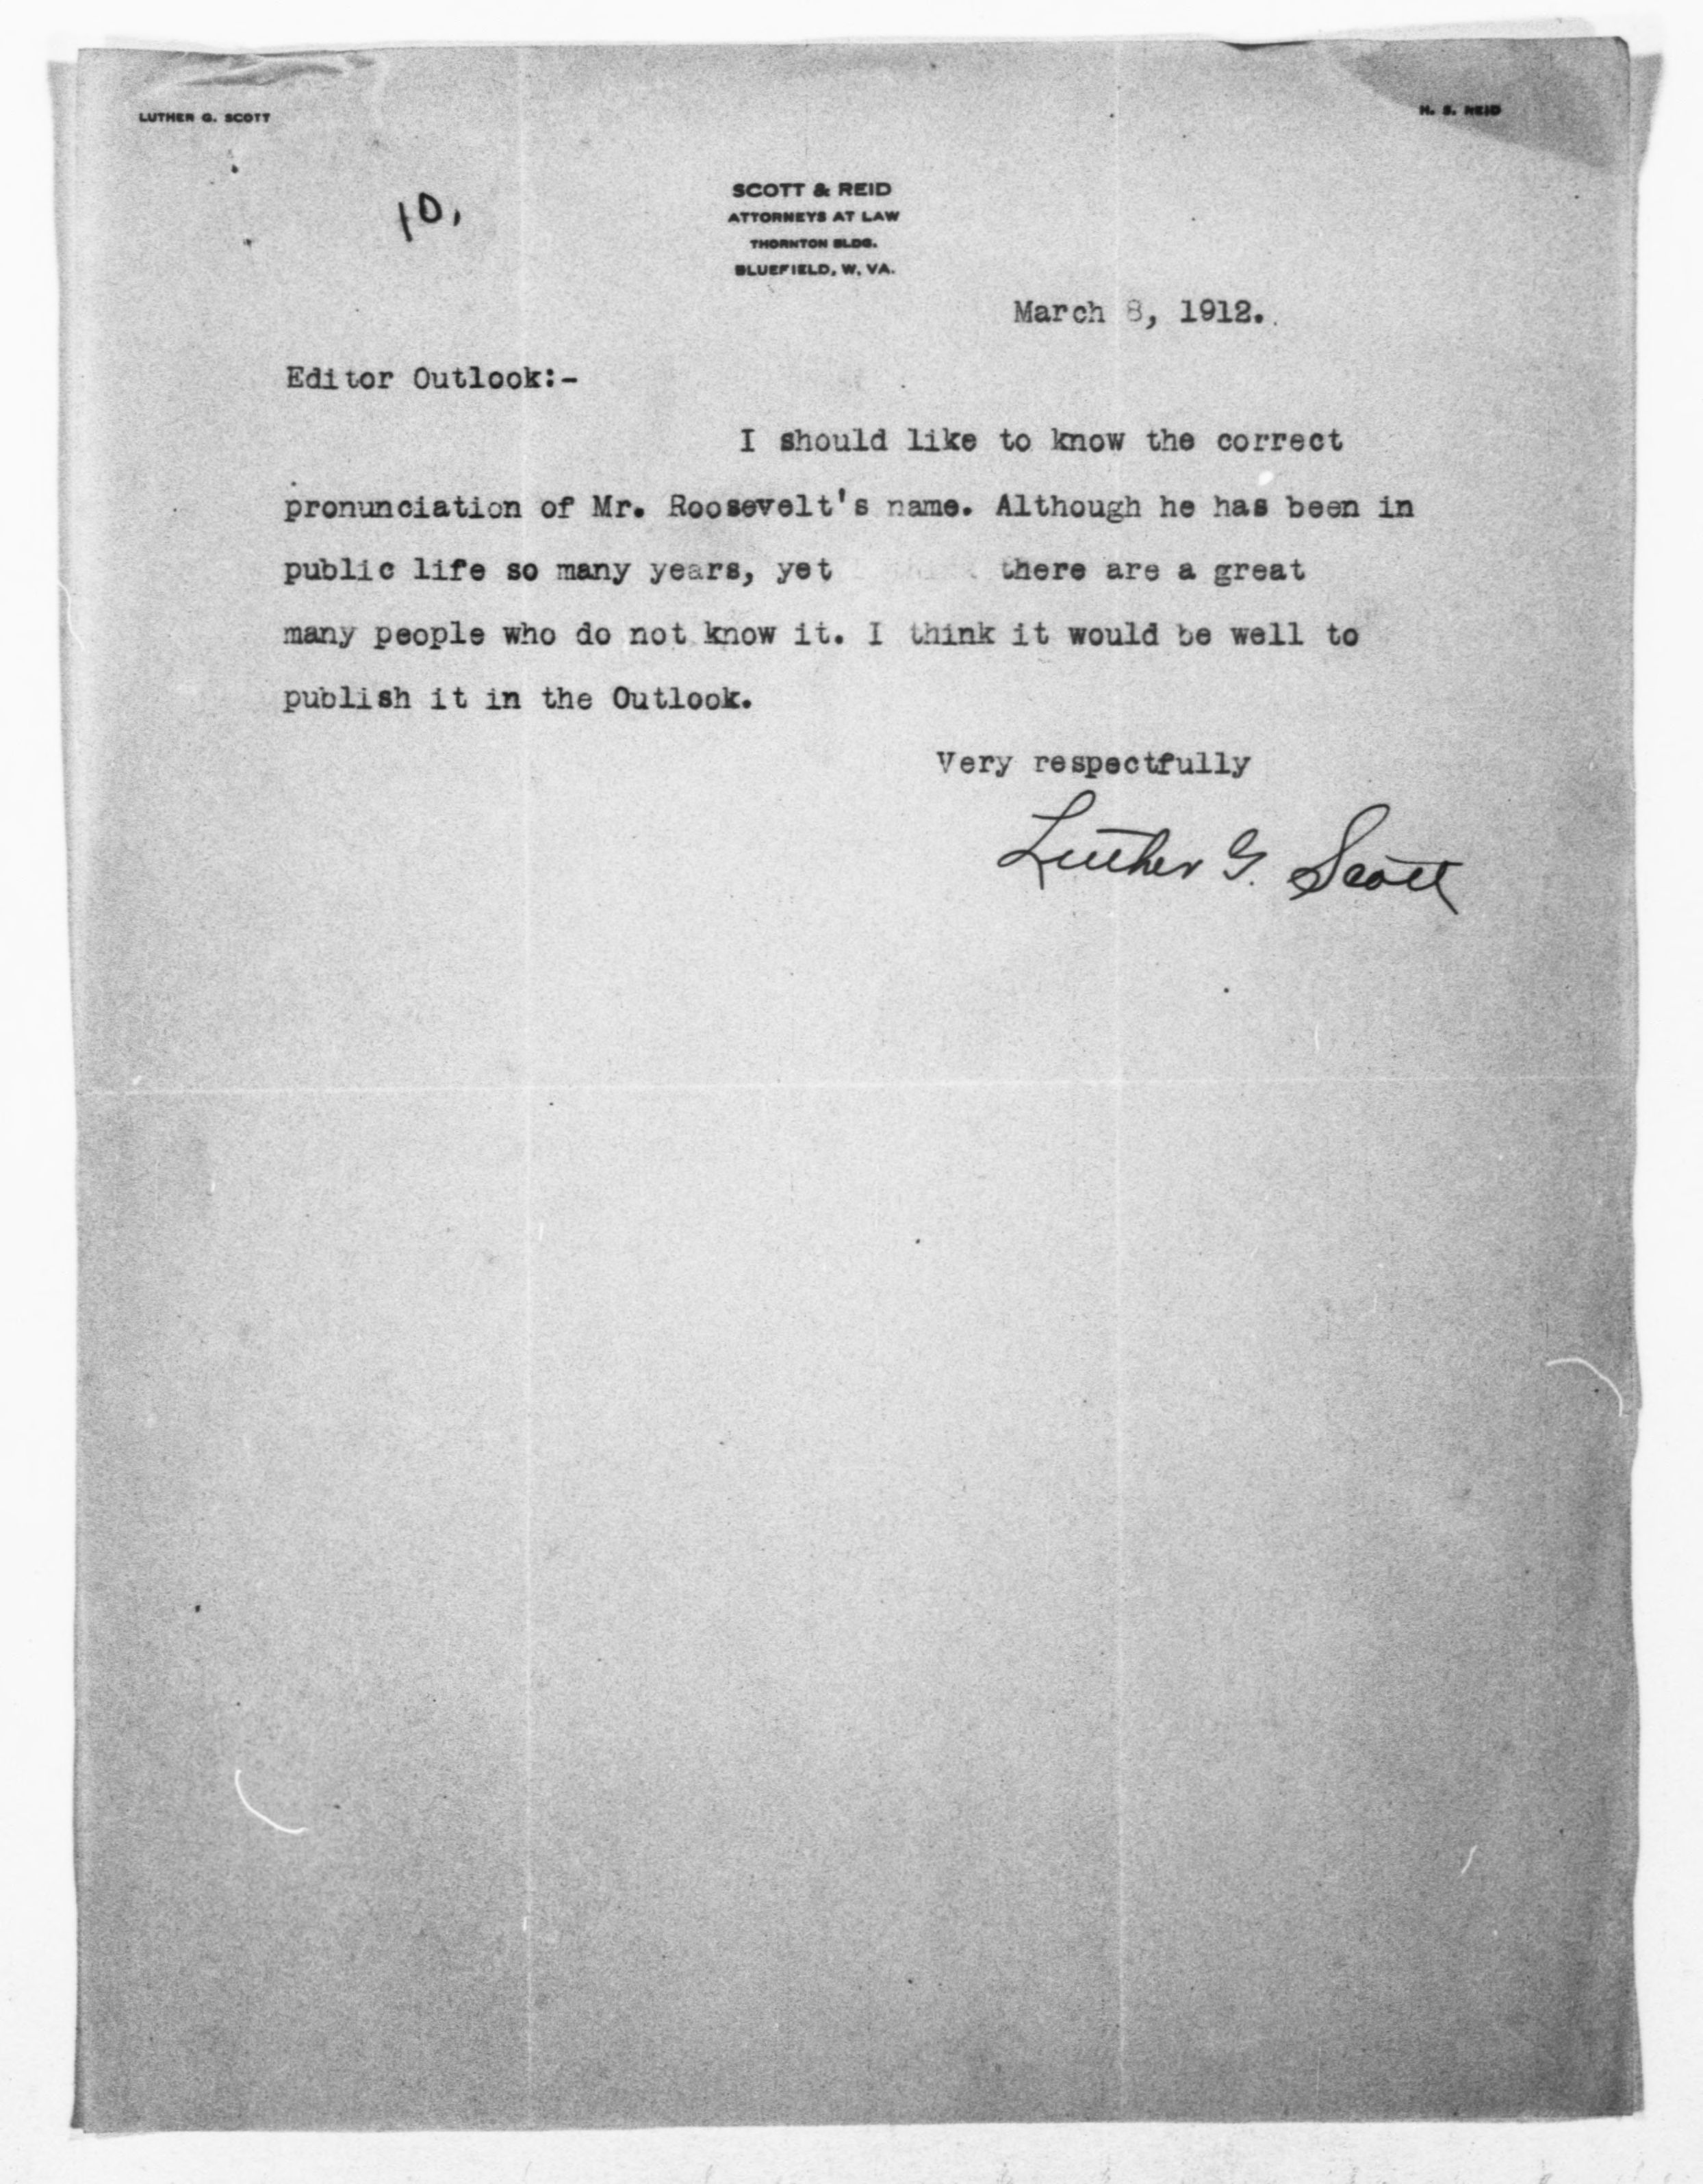 LUTHER G. SCOTT
H. S. REID
10,
SCOTT & REID
ATTORNEYS AT LAW
THORNTON BLDG.
BLUEFIELD, W. VA.
March 8, 1912.
Editor Outlook:-
I should like to know the correct
pronunciation of Mr. Roosevelt's name. Although he has been in
public life so many years, yet there are a great
many people who do not know it. I think it would be well to
publish it in the Outlook.
Very respectfully
Luther G. Scott